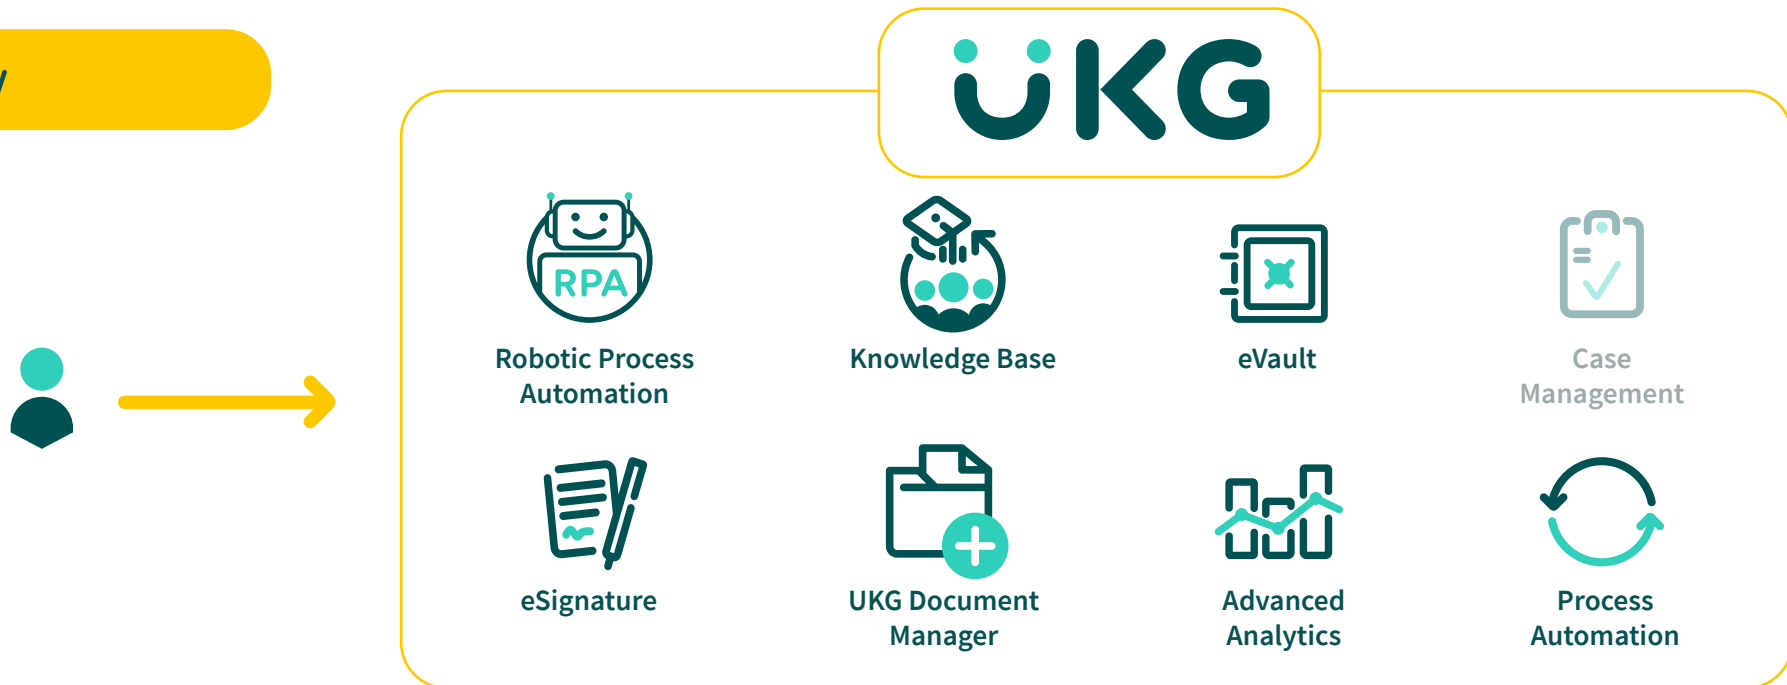 UKG
RPA
Robotic Process
Automation
Knowledge Base
eVault
Case
Management
eSignature
UKG Document
Manager
Advanced
Analytics
Process
Automation